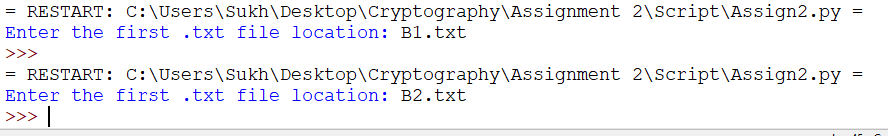 = RESTART: C:\Users\Sukh\Desktop\Cryptography\Assignment 2\Script\Assign2.py =
Enter the first .txt file location: B1.txt
>>>
= RESTART: C:\Users\Sukh\Desktop\Cryptography\Assignment 2\Script\Assign2.py =
Enter the first .txt file location: B2.txt
>>>